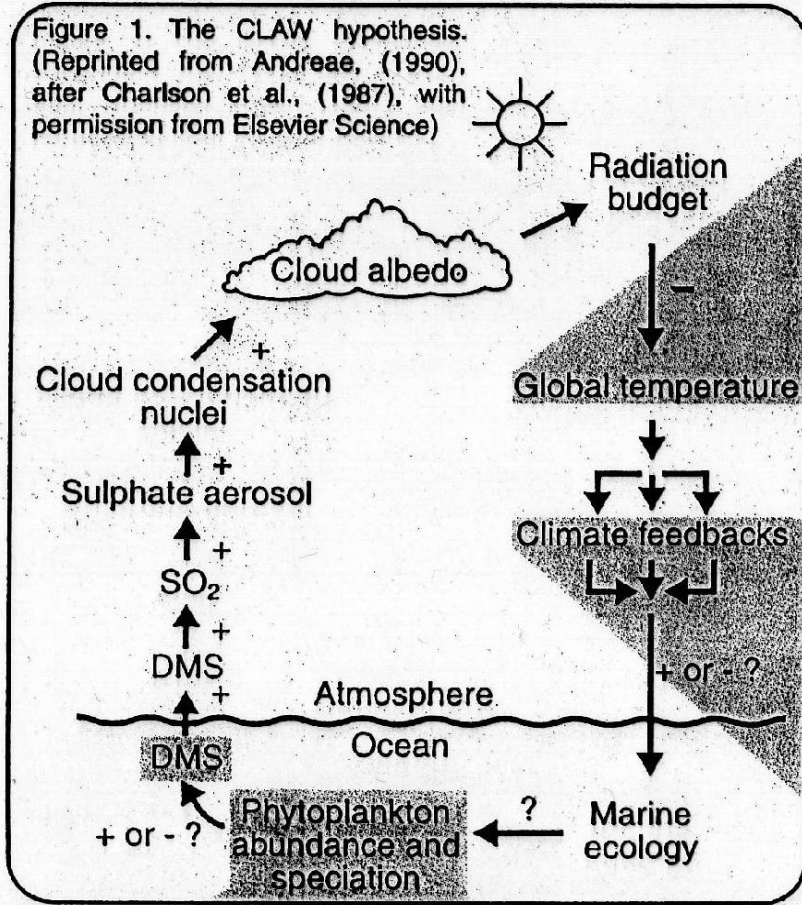 Figure 1. The CLAW hypothesis.
(Reprinted from Andreae, (1990),
after Charlson et al., (1987), with
permission from Elsevier Science)
Radiation
budget
Cloud albedo
–
+
Cloud condensation
nuclei
Global temperature
+
Sulphate aerosol
Climate feedbacks
+
SO₂
+
DMS
+ or - ?
+
Atmosphere
Ocean
DMS
+ or - ?
Phytoplankton
abundance and
speciation
?
Marine
ecology